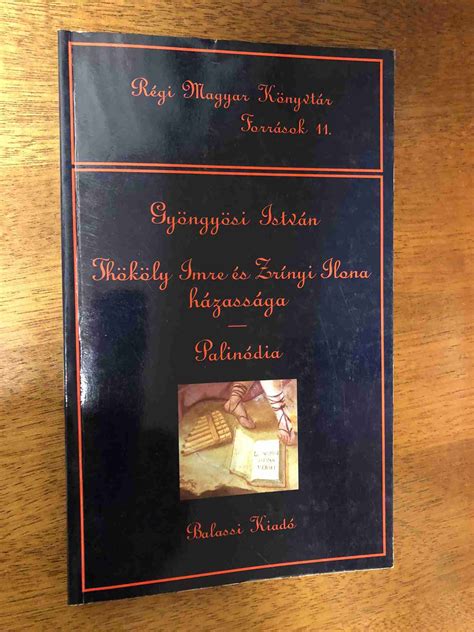 Régi Magyar Könyvtár
Források 11.
Gyöngyösi István
Thököly Imre és Zrínyi Ilona
házassága
—
Palinódia
Balassi Kiadó